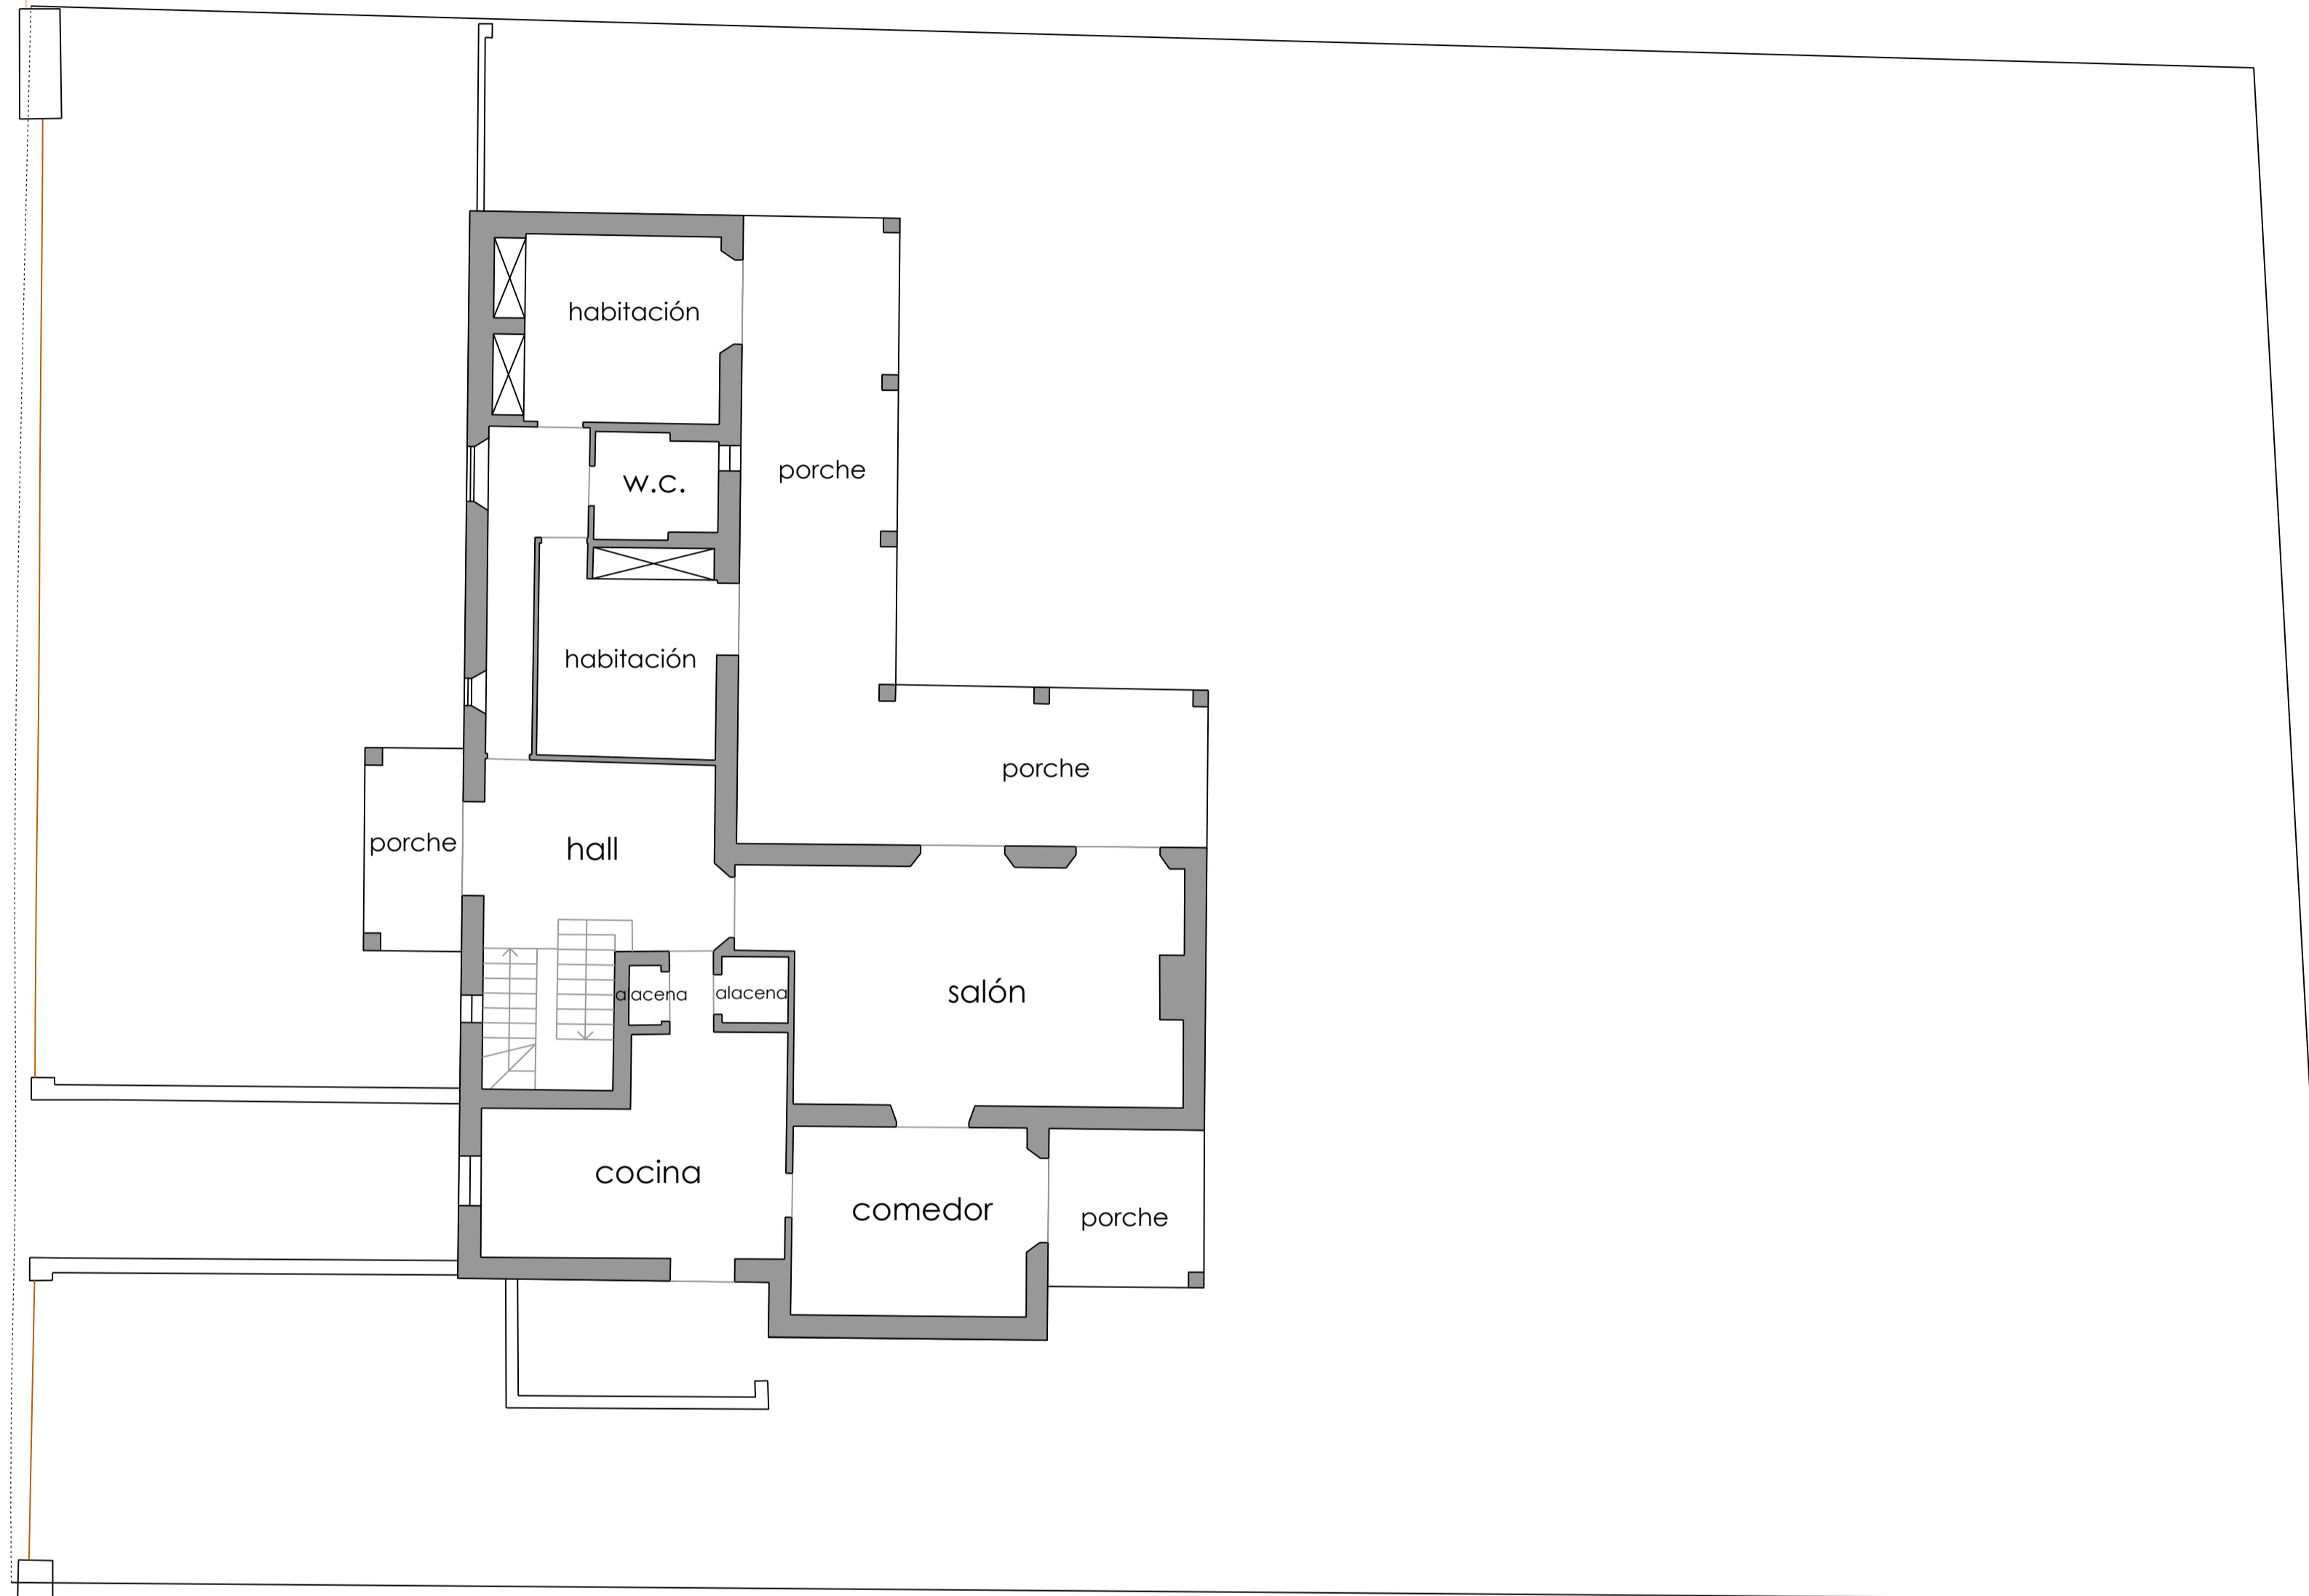 habitación
porche
w.c.
habitación
porche
porche
hall
alacena
alacena
salón
cocina
comedor
porche